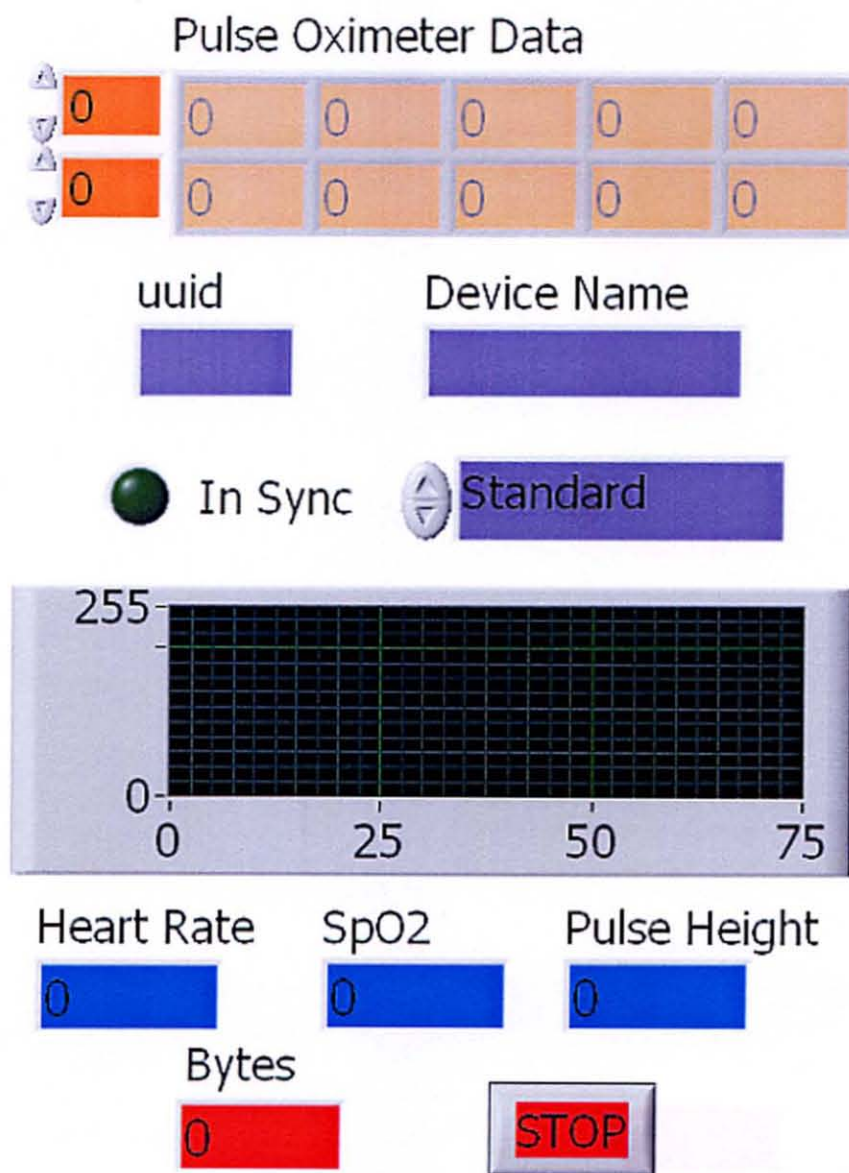 Pulse Oximeter Data
0 0 0 0 0 0
0 0 0 0 0 0
uuid Device Name
In Sync Standard
255
0
0 25 50 75
Heart Rate SpO2 Pulse Height
0 0 0
Bytes
0 STOP